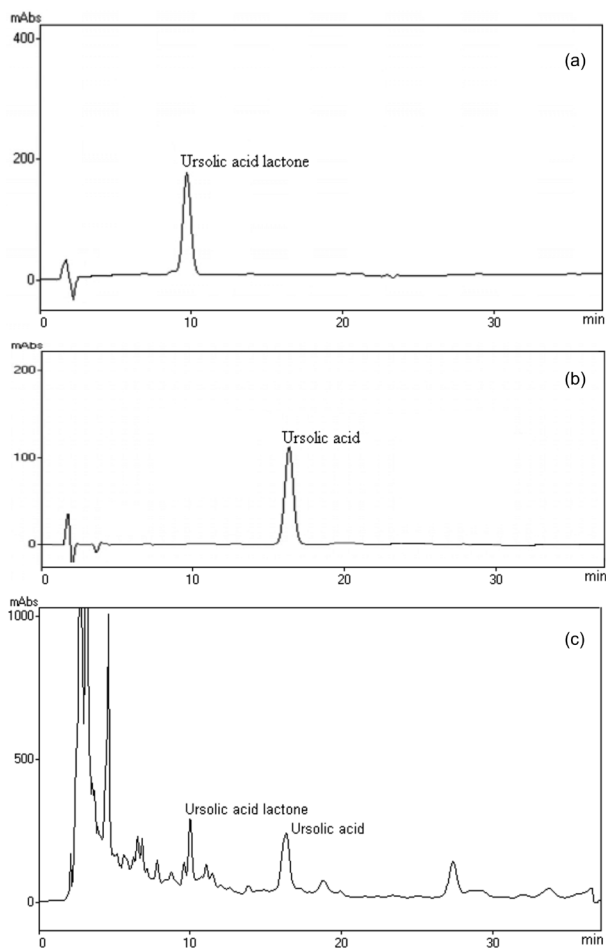 mAbs
400
(a)
200
Ursolic acid lactone
0
0 10 20 30 min
mAbs
200
(b)
Ursolic acid
100
0
0 10 20 30 min
mAbs
1000
(c)
500
Ursolic acid lactone
Ursolic acid
0
0 10 20 30 min